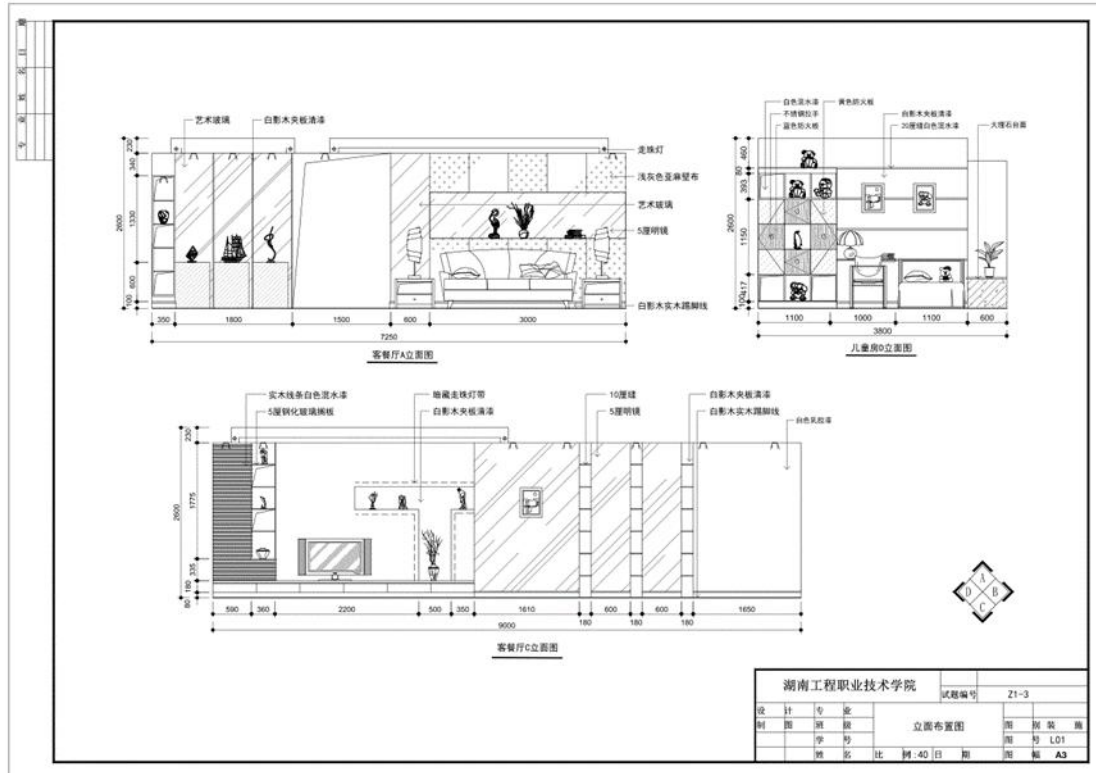 专 业 姓 名 日 期
艺术玻璃
白影木夹板清漆
走珠灯
浅灰色亚麻壁布
艺术玻璃
5厘明镜
白影木实木踢脚线
230
340
1330
600
100
2600
350
1800
1500
600
3000
7250
客餐厅A立面图
白色混水漆
黄色防火板
不锈钢拉手
蓝色防火板
白影木夹板清漆
20厘缝白色混水漆
大理石台面
460
80
393
1150
417
100
2600
1100
1000
1100
600
3800
儿童房D立面图
实木线条白色混水漆
5厘钢化玻璃搁板
暗藏走珠灯带
白影木夹板清漆
10厘缝
5厘明镜
白影木夹板清漆
白影木实木踢脚线
白色乳胶漆
230
1775
335
180
80
2600
590
360
2200
500
350
1610
180
600
180
600
180
1650
9000
客餐厅C立面图
A
D B
C
湖南工程职业技术学院
试题编号 Z1-3
设 计 专 业
制 图 班 级
立面布置图
图 别 装 施
学 号
图 号 L01
姓 名 比 例:40 日 期 图 幅 A3